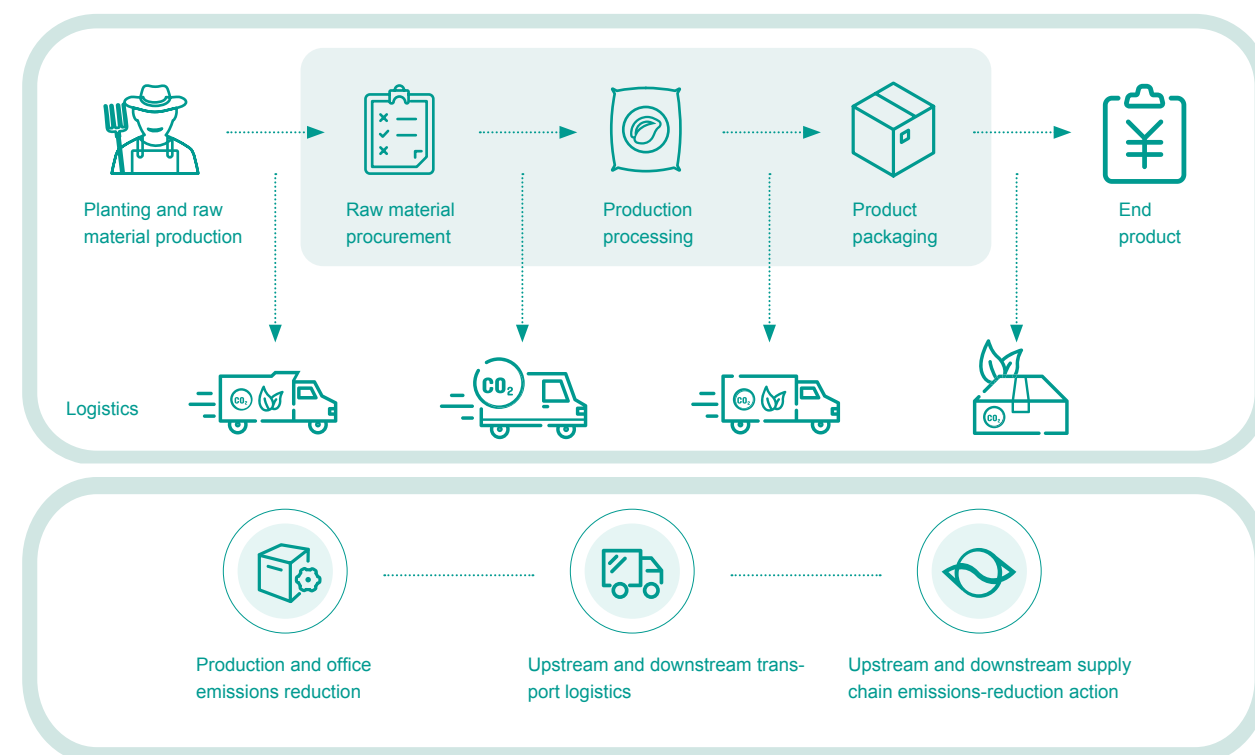 Planting and raw
material production
Raw material
procurement
Production
processing
Product
packaging
¥
End
product
Logistics
CO₂
CO₂
CO₂
CO₂
Production and office
emissions reduction
Upstream and downstream trans-
port logistics
Upstream and downstream supply
chain emissions-reduction action